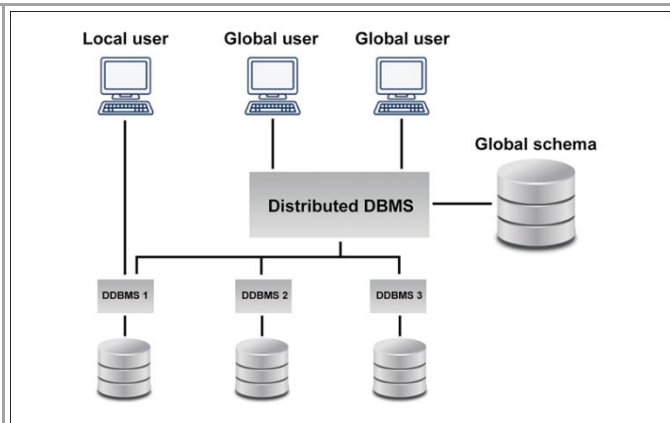 Local user
Global user
Global user
Global schema
Distributed DBMS
DDBMS 1
DDBMS 2
DDBMS 3